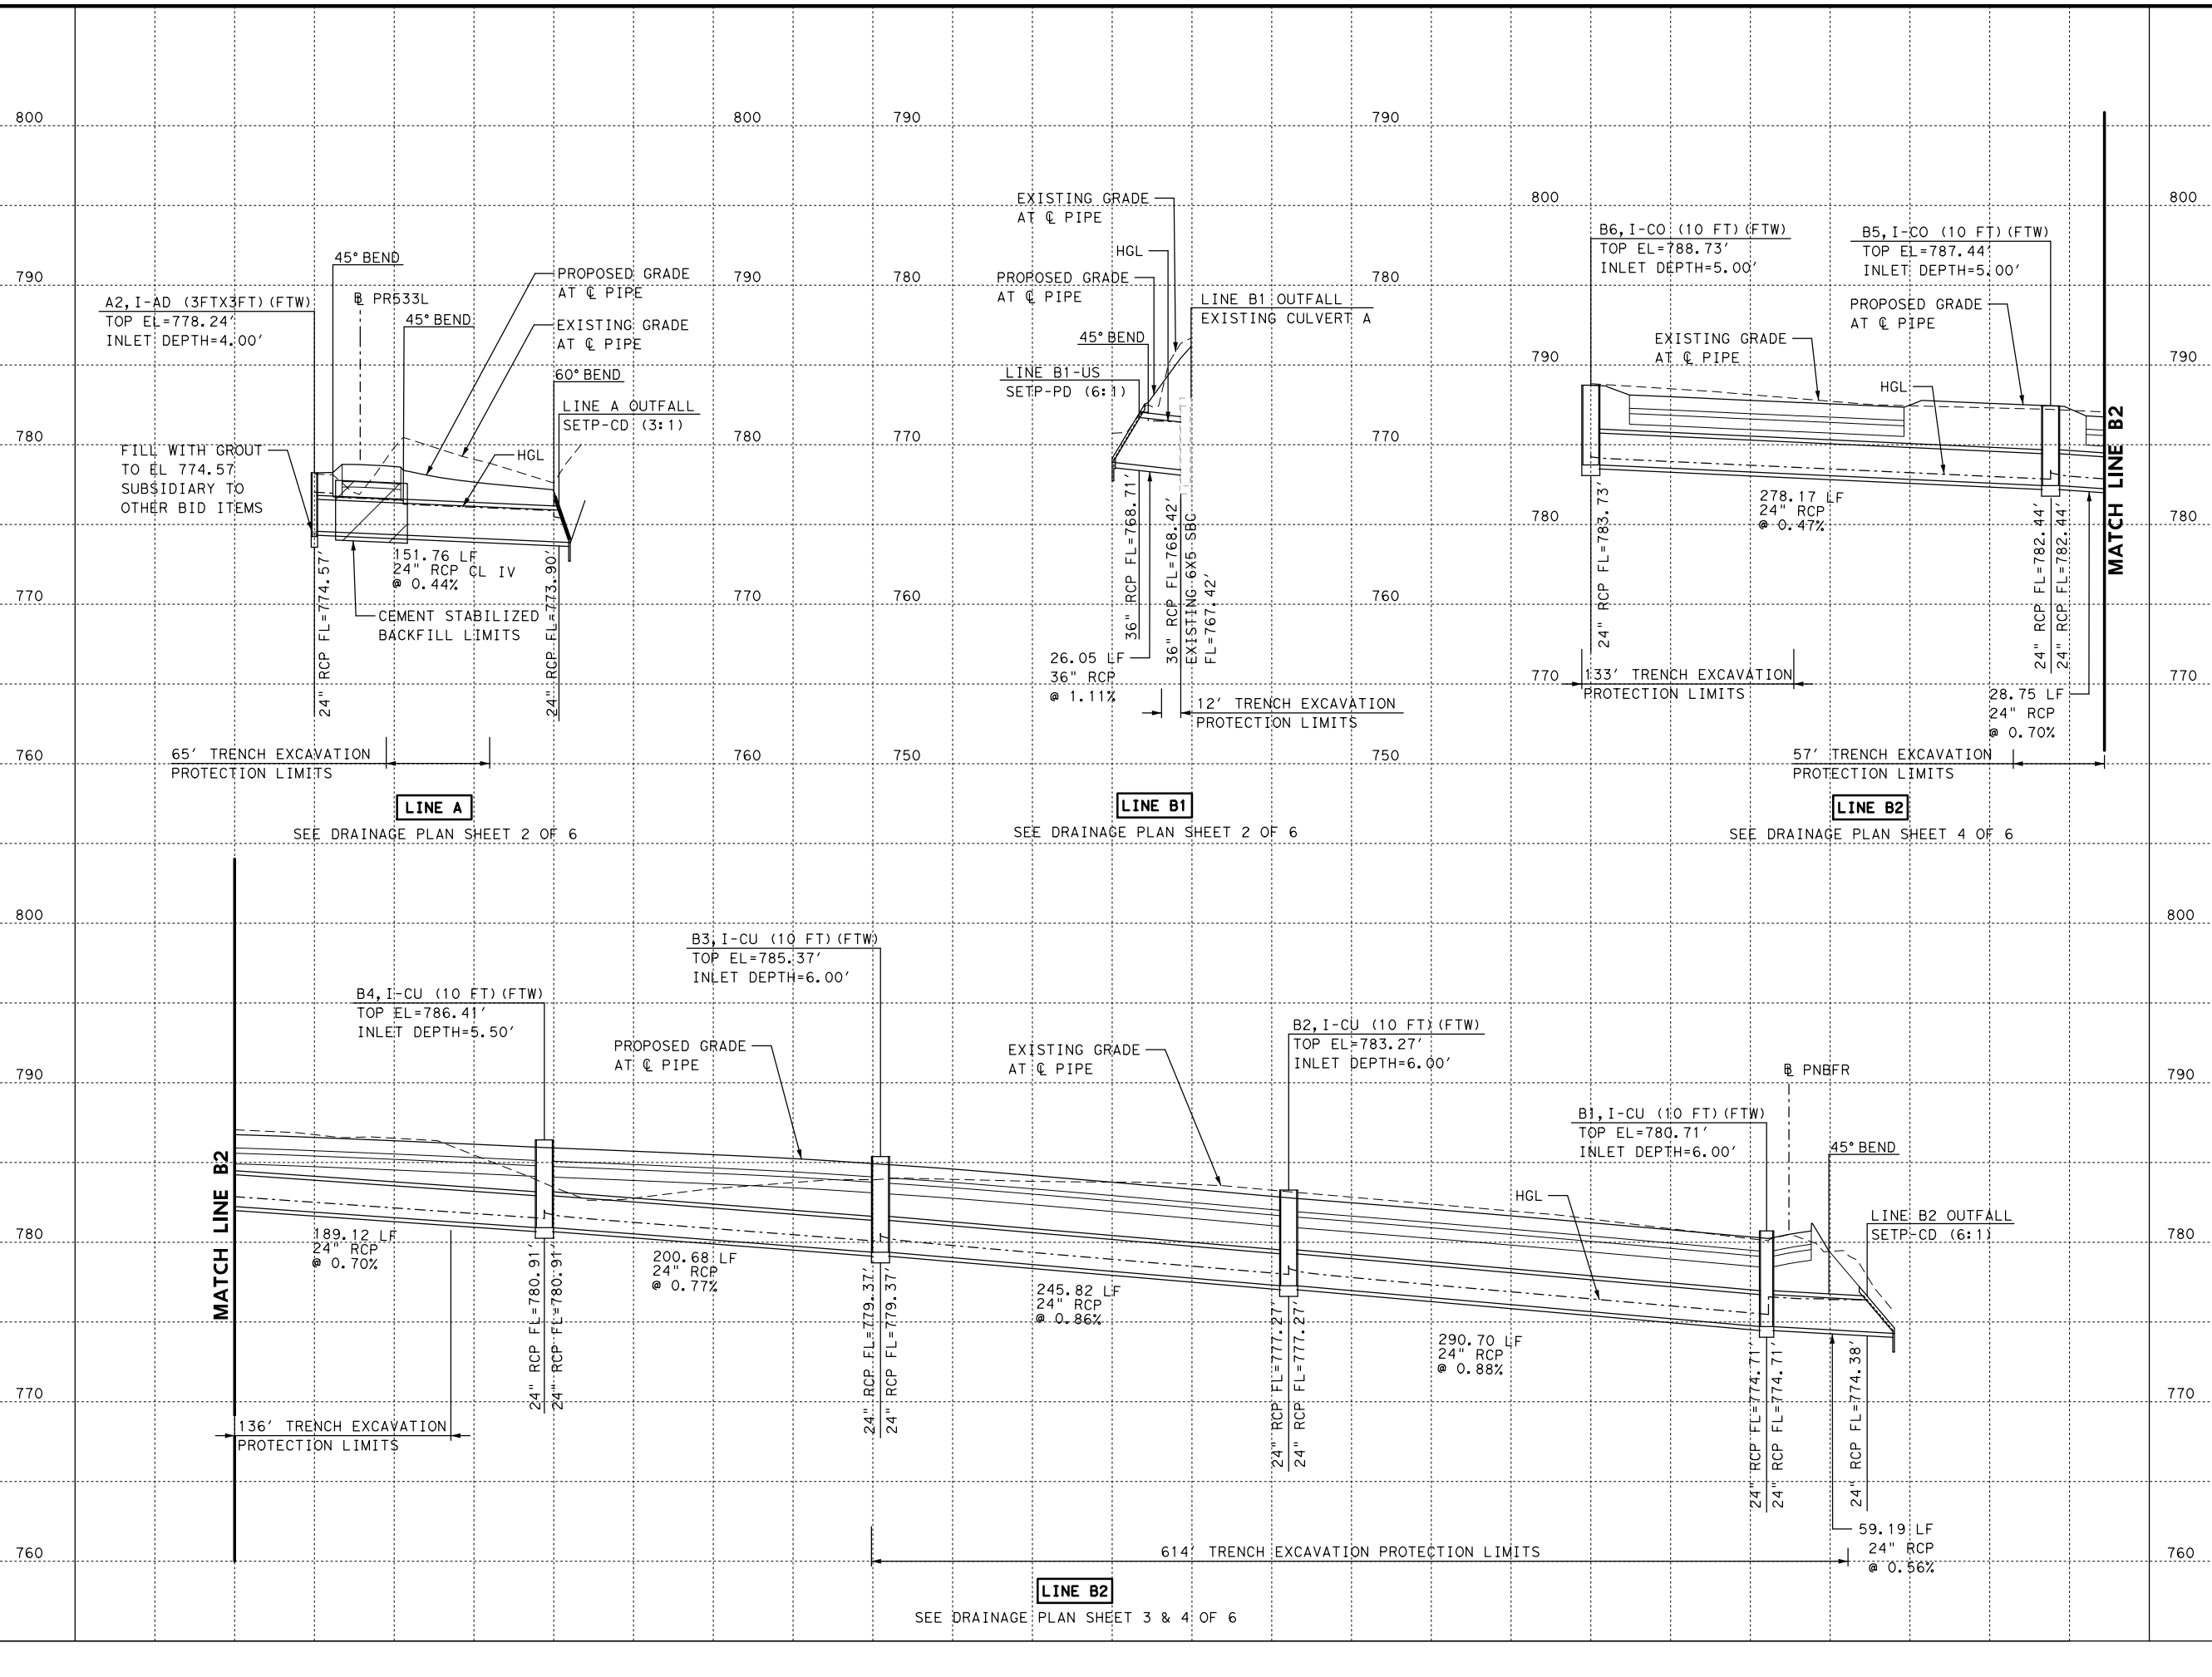 800
800
790
790
EXISTING GRADE
AT ℄ PIPE
HGL
PROPOSED GRADE
AT ℄ PIPE
800
800
B6, I-CO (10 FT)(FTW)
TOP EL=788.73'
INLET DEPTH=5.00'
B5, I-CO (10 FT)(FTW)
TOP EL=787.44'
INLET DEPTH=5.00'
45° BEND
790
790
780
780
PROPOSED GRADE
AT ℄ PIPE
A2, I-AD (3FTX3FT)(FTW)
TOP EL=778.24'
INLET DEPTH=4.00'
PR533L
45° BEND
EXISTING GRADE
AT ℄ PIPE
LINE B1 OUTFALL
EXISTING CULVERT A
PROPOSED GRADE
AT ℄ PIPE
45° BEND
EXISTING GRADE
AT ℄ PIPE
790
790
60° BEND
LINE B1-US
SETP-PD (6:1)
HGL
LINE A OUTFALL
SETP-CD (3:1)
780
780
770
770
FILL WITH GROUT
TO EL 774.57
SUBSIDIARY TO
OTHER BID ITEMS
HGL
MATCH LINE B2
278.17 LF
24" RCP
@ 0.47%
780
780
151.76 LF
24" RCP CL IV
@ 0.44%
24" RCP FL=774.57'
24" RCP FL=773.90'
36" RCP FL=768.71'
36" RCP FL=768.42'
EXISTING 6X5 SBC
FL=767.42'
24" RCP FL=783.73'
24" RCP FL=782.44'
24" RCP FL=782.44'
770
770
760
760
CEMENT STABILIZED
BACKFILL LIMITS
26.05 LF
36" RCP
@ 1.11%
770
133' TRENCH EXCAVATION
PROTECTION LIMITS
770
28.75 LF
24" RCP
@ 0.70%
12' TRENCH EXCAVATION
PROTECTION LIMITS
760
65' TRENCH EXCAVATION
PROTECTION LIMITS
760
750
750
57' TRENCH EXCAVATION
PROTECTION LIMITS
LINE A
SEE DRAINAGE PLAN SHEET 2 OF 6
LINE B1
SEE DRAINAGE PLAN SHEET 2 OF 6
LINE B2
SEE DRAINAGE PLAN SHEET 4 OF 6
800
800
B3, I-CU (10 FT)(FTW)
TOP EL=785.37'
INLET DEPTH=6.00'
B4, I-CU (10 FT)(FTW)
TOP EL=786.41'
INLET DEPTH=5.50'
PROPOSED GRADE
AT ℄ PIPE
EXISTING GRADE
AT ℄ PIPE
B2, I-CU (10 FT)(FTW)
TOP EL=783.27'
INLET DEPTH=6.00'
790
790
PNBFR
B1, I-CU (10 FT)(FTW)
TOP EL=780.71'
INLET DEPTH=6.00'
45° BEND
HGL
LINE B2 OUTFALL
SETP-CD (6:1)
MATCH LINE B2
780
780
189.12 LF
24" RCP
@ 0.70%
200.68 LF
24" RCP
@ 0.77%
245.82 LF
24" RCP
@ 0.86%
290.70 LF
24" RCP
@ 0.88%
24" RCP FL=780.91'
24" RCP FL=780.91'
24" RCP FL=779.37'
24" RCP FL=779.37'
24" RCP FL=777.27'
24" RCP FL=777.27'
24" RCP FL=774.71'
24" RCP FL=774.71'
24" RCP FL=774.38'
770
770
136' TRENCH EXCAVATION
PROTECTION LIMITS
59.19 LF
24" RCP
@ 0.56%
760
614' TRENCH EXCAVATION PROTECTION LIMITS
760
LINE B2
SEE DRAINAGE PLAN SHEET 3 & 4 OF 6